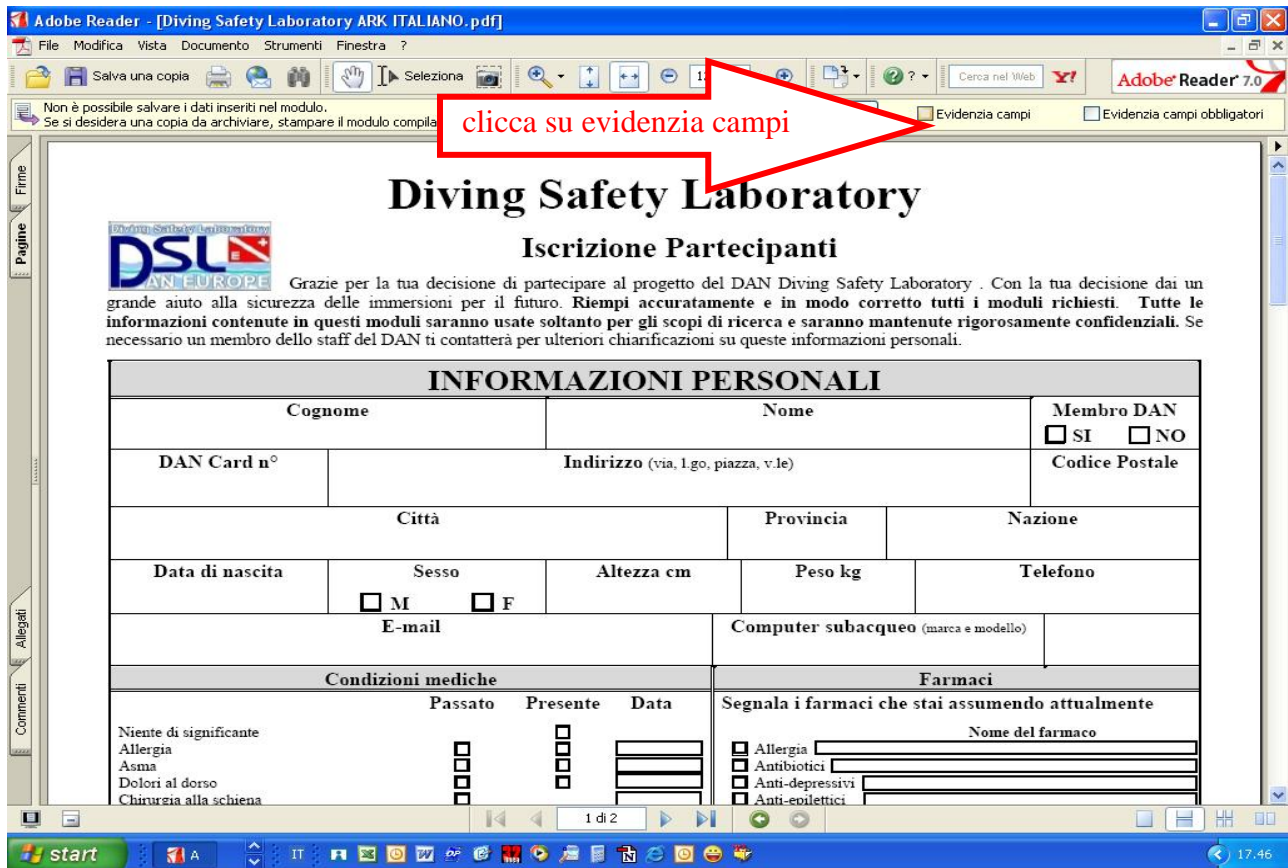 Adobe Reader - [Diving Safety Laboratory ARK ITALIANO.pdf]
File Modifica Vista Documento Strumenti Finestra ?
Salva una copia Seleziona ? Cerca nel Web Y! Adobe Reader 7.0
Non è possibile salvare i dati inseriti nel modulo.
Se si desidera una copia da archiviare, stampare il modulo
clicca su evidenzia campi
Evidenzia campi Evidenzia campi obbligatori
Firme
Pagine
Allegati
Commenti
Diving Safety Laboratory
Diving Safety Laboratory
DSL
DAN EUROPE
Iscrizione Partecipanti
Grazie per la tua decisione di partecipare al progetto del DAN Diving Safety Laboratory . Con la tua decisione dai un
grande aiuto alla sicurezza delle immersioni per il futuro. Riempi accuratamente e in modo corretto tutti i moduli richiesti. Tutte le
informazioni contenute in questi moduli saranno usate soltanto per gli scopi di ricerca e saranno mantenute rigorosamente confidenziali. Se
necessario un membro dello staff del DAN ti contatterà per ulteriori chiarificazioni su queste informazioni personali.
INFORMAZIONI PERSONALI
Cognome Nome Membro DAN
SI NO
DAN Card n° Indirizzo (via, l.go, piazza, v.le) Codice Postale
Città Provincia Nazione
Data di nascita Sesso Altezza cm Peso kg Telefono
M F
E-mail Computer subacqueo (marca e modello)
Condizioni mediche Farmaci
Passato Presente Data Segnala i farmaci che stai assumendo attualmente
Niente di significante Nome del farmaco
Allergia Allergia
Asma Antibiotici
Dolori al dorso Anti-depressivi
Chirurgia alla schiena Anti-epilettici
1 di 2
start A IT 17.46